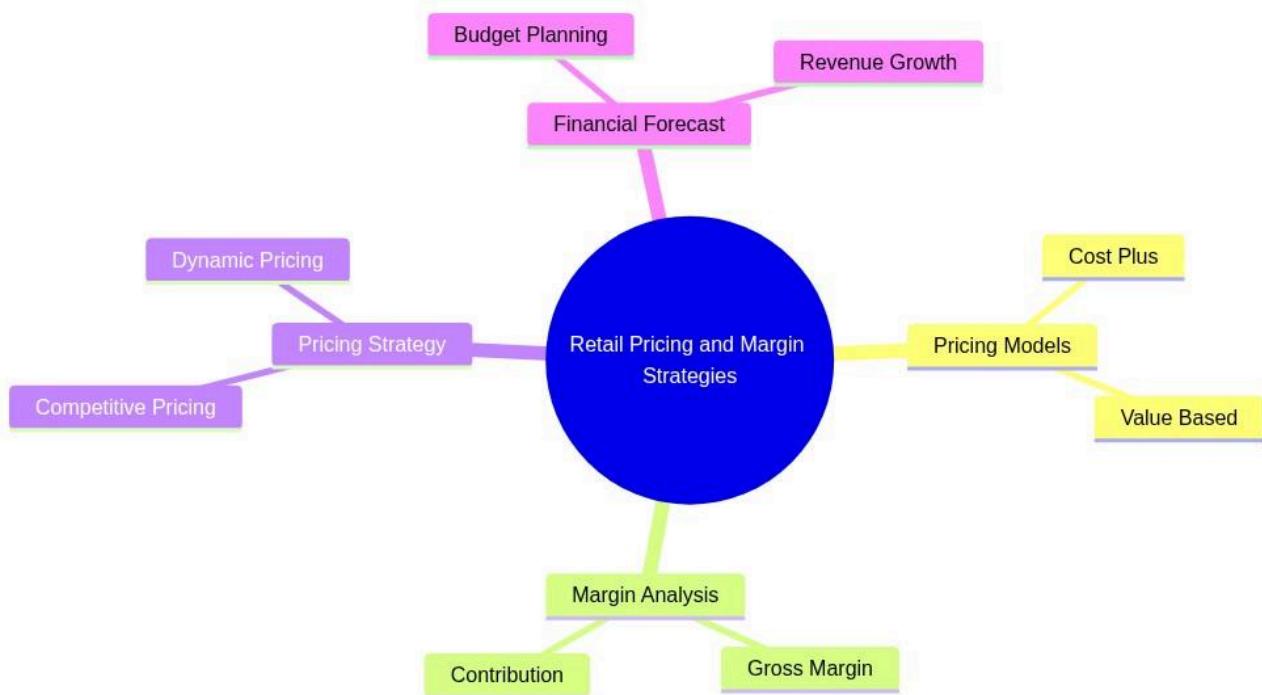 Budget Planning
Revenue Growth
Financial Forecast
Dynamic Pricing
Cost Plus
Pricing Strategy
Retail Pricing and Margin
Strategies
Pricing Models
Competitive Pricing
Value Based
Margin Analysis
Contribution
Gross Margin